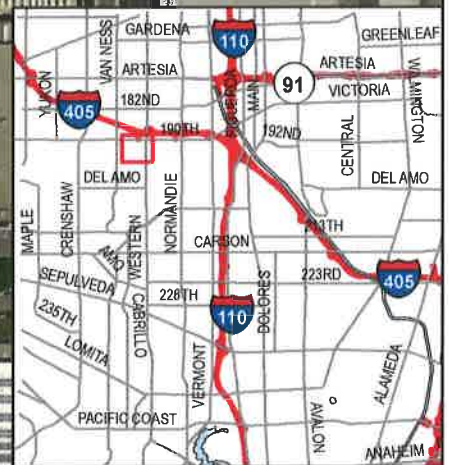 GARDENA
110
GREENLEAF
VAN NESS
ARTESIA
ARTESIA
YUKON
FIGUEROA
MAIN
91
VICTORIA
WILMINGTON
405
182ND
190TH
192ND
CENTRAL
DEL AMO
DEL AMO
MAPLE
CRENSHAW
WESTERN
NORMANDIE
213TH
CARSON
AMO
SEPULVEDA
223RD
405
228TH
DOLORES
235TH
CABRILLO
110
LOMITA
VERMONT
ALAMEDA
PACIFIC COAST
AVALON
ANAHEIM